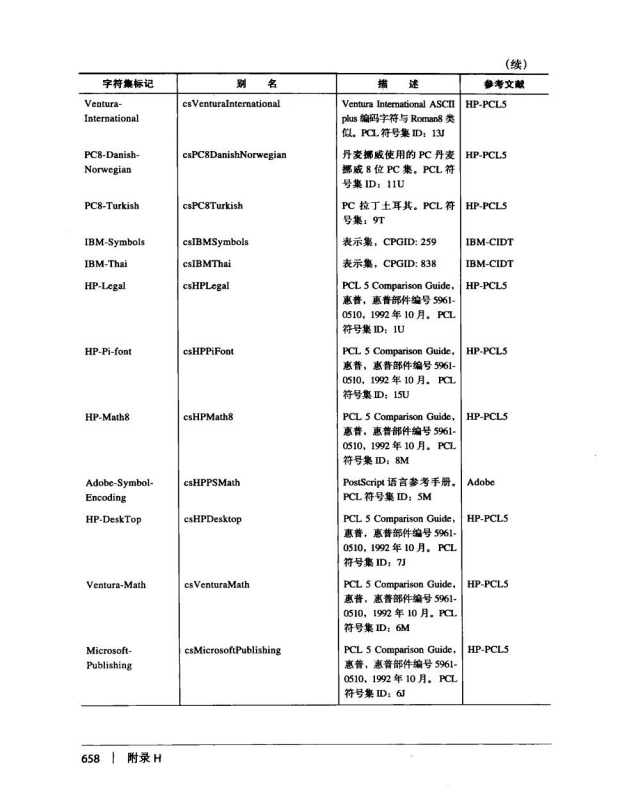 （续）
字符集标记 别 名 描 述 参考文献
Ventura- csVenturaInternational Ventura International ASCII HP-PCL5
International plus 编码字符与 Roman8 类
似。PCL 符号集 ID：13J
PC8-Danish- csPC8DanishNorwegian 丹麦挪威使用的 PC 丹麦 HP-PCL5
Norwegian 挪威 8 位 PC 集。PCL 符
号集 ID：11U
PC8-Turkish csPC8Turkish PC 拉丁土耳其。PCL 符 HP-PCL5
号集：9T
IBM-Symbols csIBMSymbols 表示集，CPGID: 259 IBM-CIDT
IBM-Thai csIBMThai 表示集，CPGID: 838 IBM-CIDT
HP-Legal csHPLegal PCL 5 Comparison Guide， HP-PCL5
惠普，惠普部件编号 5961-
0510，1992 年 10 月。PCL
符号集 ID：1U
HP-Pi-font csHPPiFont PCL 5 Comparison Guide， HP-PCL5
惠普，惠普部件编号 5961-
0510，1992 年 10 月。PCL
符号集 ID：15U
HP-Math8 csHPMath8 PCL 5 Comparison Guide， HP-PCL5
惠普，惠普部件编号 5961-
0510，1992 年 10 月。PCL
符号集 ID：8M
Adobe-Symbol- csHPPSMath PostScript 语言参考手册。 Adobe
Encoding PCL 符号集 ID：5M
HP-DeskTop csHPDesktop PCL 5 Comparison Guide， HP-PCL5
惠普，惠普部件编号 5961-
0510，1992 年 10 月。PCL
符号集 ID：7J
Ventura-Math csVenturaMath PCL 5 Comparison Guide， HP-PCL5
惠普，惠普部件编号 5961-
0510，1992 年 10 月。PCL
符号集 ID：6M
Microsoft- csMicrosoftPublishing PCL 5 Comparison Guide， HP-PCL5
Publishing 惠普，惠普部件编号 5961-
0510，1992 年 10 月。PCL
符号集 ID：6J
658 | 附录 H